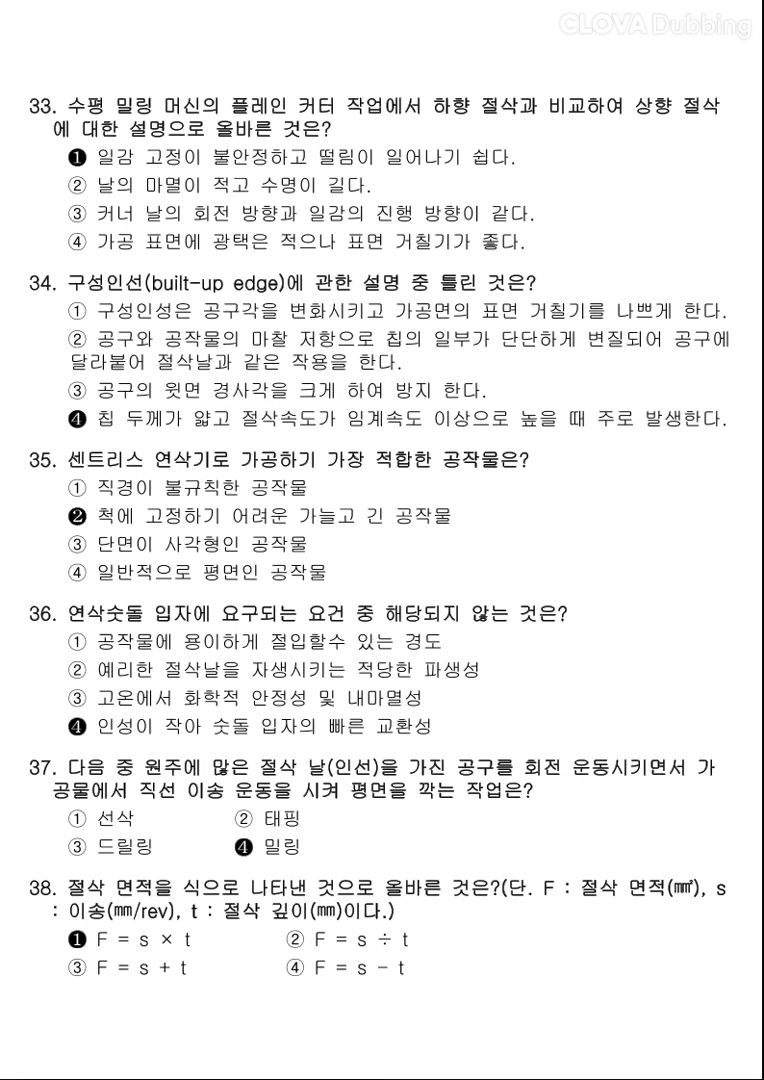 CLOVA Dubbing
33. 수평 밀링 머신의 플레인 커터 작업에서 하향 절삭과 비교하여 상향 절삭
에 대한 설명으로 올바른 것은?
❶ 일감 고정이 불안정하고 떨림이 일어나기 쉽다.
② 날의 마멸이 적고 수명이 길다.
③ 커너 날의 회전 방향과 일감의 진행 방향이 같다.
④ 가공 표면에 광택은 적으나 표면 거칠기가 좋다.
34. 구성인선(built-up edge)에 관한 설명 중 틀린 것은?
① 구성인성은 공구각을 변화시키고 가공면의 표면 거칠기를 나쁘게 한다.
② 공구와 공작물의 마찰 저항으로 칩의 일부가 단단하게 변질되어 공구에
달라붙어 절삭날과 같은 작용을 한다.
③ 공구의 윗면 경사각을 크게 하여 방지 한다.
❹ 칩 두께가 얇고 절삭속도가 임계속도 이상으로 높을 때 주로 발생한다.
35. 센트리스 연삭기로 가공하기 가장 적합한 공작물은?
① 직경이 불규칙한 공작물
❷ 척에 고정하기 어려운 가늘고 긴 공작물
③ 단면이 사각형인 공작물
④ 일반적으로 평면인 공작물
36. 연삭숫돌 입자에 요구되는 요건 중 해당되지 않는 것은?
① 공작물에 용이하게 절입할수 있는 경도
② 예리한 절삭날을 자생시키는 적당한 파생성
③ 고온에서 화학적 안정성 및 내마멸성
❹ 인성이 작아 숫돌 입자의 빠른 교환성
37. 다음 중 원주에 많은 절삭 날(인선)을 가진 공구를 회전 운동시키면서 가
공물에서 직선 이송 운동을 시켜 평면을 깍는 작업은?
① 선삭 ② 태핑
③ 드릴링 ❹ 밀링
38. 절삭 면적을 식으로 나타낸 것으로 올바른 것은?(단. F : 절삭 면적(㎟), s
: 이송(㎜/rev), t : 절삭 깊이(㎜)이다.)
❶ F = s × t ② F = s ÷ t
③ F = s + t ④ F = s - t